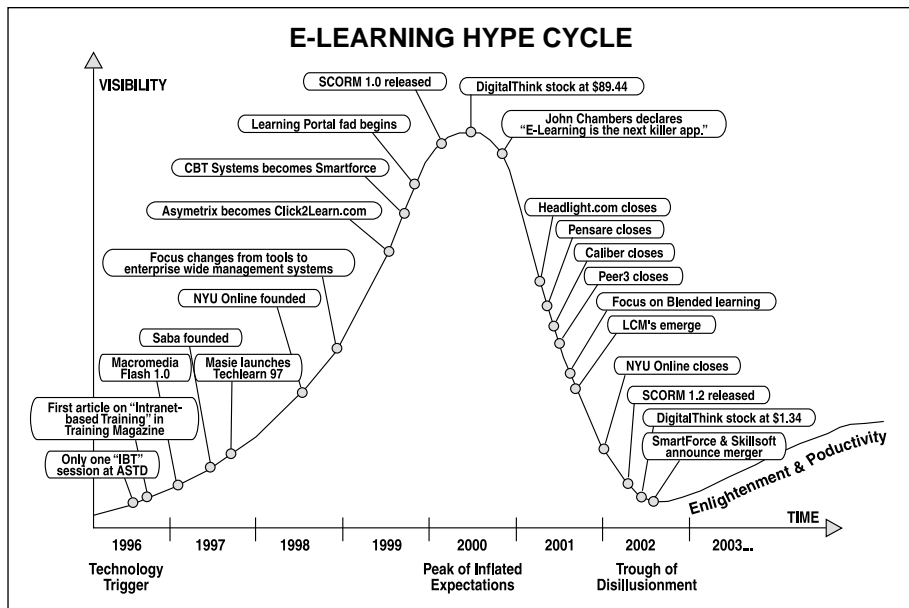 E-LEARNING HYPE CYCLE
VISIBILITY
SCORM 1.0 released
DigitalThink stock at $89.44
Learning Portal fad begins
John Chambers declares
“E-Learning is the next killer app.”
CBT Systems becomes Smartforce
Asymetrix becomes Click2Learn.com
Headlight.com closes
Pensare closes
Caliber closes
Peer3 closes
Focus on Blended learning
LCM's emerge
Focus changes from tools to
enterprise wide management systems
NYU Online founded
Saba founded
Macromedia
Flash 1.0
Masie launches
Techlearn 97
First article on “Intranet-
based Training” in
Training Magazine
Only one “IBT”
session at ASTD
NYU Online closes
SCORM 1.2 released
DigitalThink stock at $1.34
SmartForce & Skillsoft
announce merger
Enlightenment & Poductivity
TIME
1996
1997
1998
1999
2000
2001
2002
2003...
Technology
Trigger
Peak of Inflated
Expectations
Trough of
Disillusionment